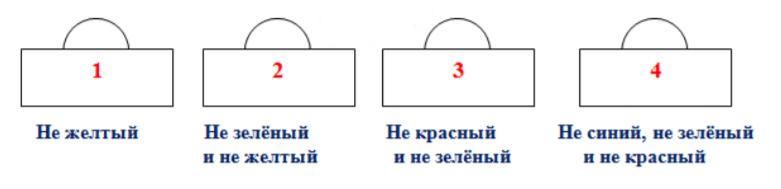 1 2 3 4
Не желтый Не зелёный Не красный Не синий, не зелёный
и не желтый и не зелёный и не красный